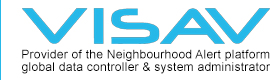 VISAV
Provider of the Neighbourhood Alert platform
global data controller & system administrator